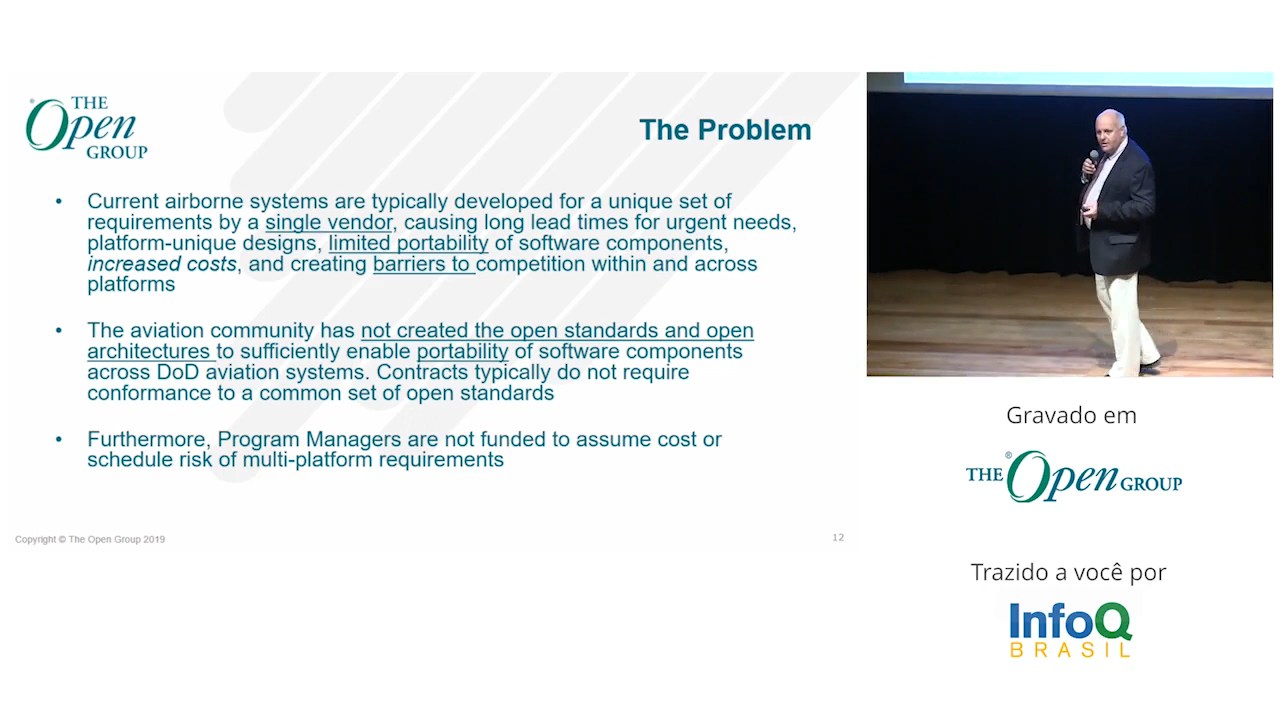 THE
Open
GROUP
The Problem
• Current airborne systems are typically developed for a unique set of
requirements by a single vendor, causing long lead times for urgent needs,
platform-unique designs, limited portability of software components,
increased costs, and creating barriers to competition within and across
platforms
• The aviation community has not created the open standards and open
architectures to sufficiently enable portability of software components
across DoD aviation systems. Contracts typically do not require
conformance to a common set of open standards
• Furthermore, Program Managers are not funded to assume cost or
schedule risk of multi-platform requirements
Copyright © The Open Group 2019
12
Gravado em
THE Open GROUP ®
Trazido a você por
InfoQ
BRASIL